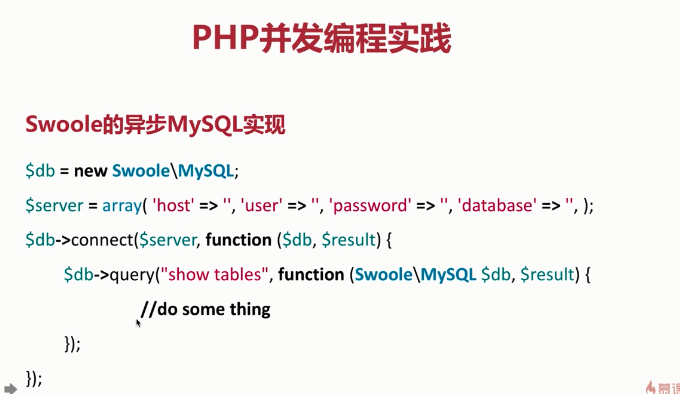 PHP并发编程实践
Swoole的异步MySQL实现
$db = new Swoole\MySQL;
$server = array( 'host' => '', 'user' => '', 'password' => '', 'database' => '', );
$db->connect($server, function ($db, $result) {
$db->query("show tables", function (Swoole\MySQL $db, $result) {
//do some thing
});
});
慕课